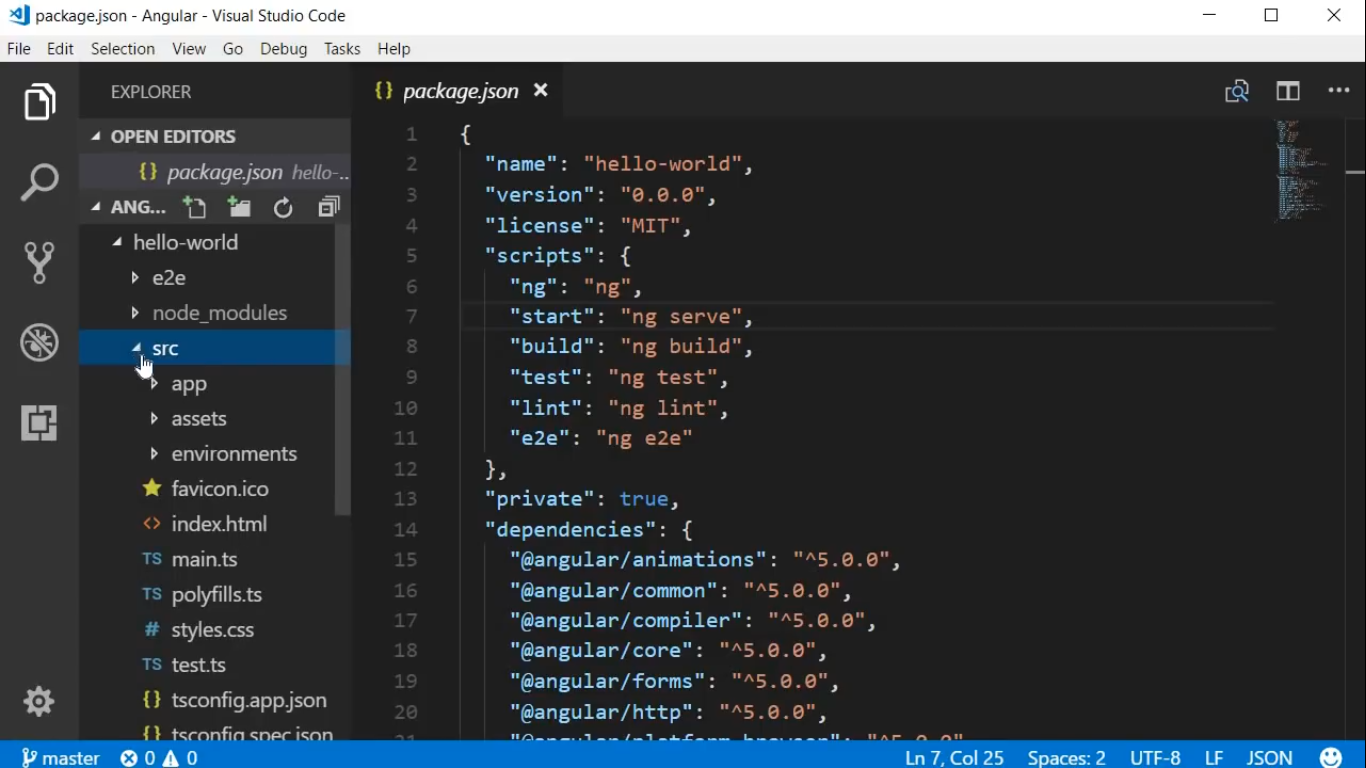 package.json - Angular - Visual Studio Code
File Edit Selection View Go Debug Tasks Help
EXPLORER
OPEN EDITORS
{} package.json hello-...
ANG...
hello-world
e2e
node_modules
src
app
assets
environments
favicon.ico
<> index.html
TS main.ts
TS polyfills.ts
# styles.css
TS test.ts
{} tsconfig.app.json
{} tsconfig.spec.json
{} package.json
1 {
2 "name": "hello-world",
3 "version": "0.0.0",
4 "license": "MIT",
5 "scripts": {
6 "ng": "ng",
7 "start": "ng serve",
8 "build": "ng build",
9 "test": "ng test",
10 "lint": "ng lint",
11 "e2e": "ng e2e"
12 },
13 "private": true,
14 "dependencies": {
15 "@angular/animations": "^5.0.0",
16 "@angular/common": "^5.0.0",
17 "@angular/compiler": "^5.0.0",
18 "@angular/core": "^5.0.0",
19 "@angular/forms": "^5.0.0",
20 "@angular/http": "^5.0.0",
21 "@angular/platform-browser": "^5.0.0",
master 0 0 Ln 7, Col 25 Spaces: 2 UTF-8 LF JSON